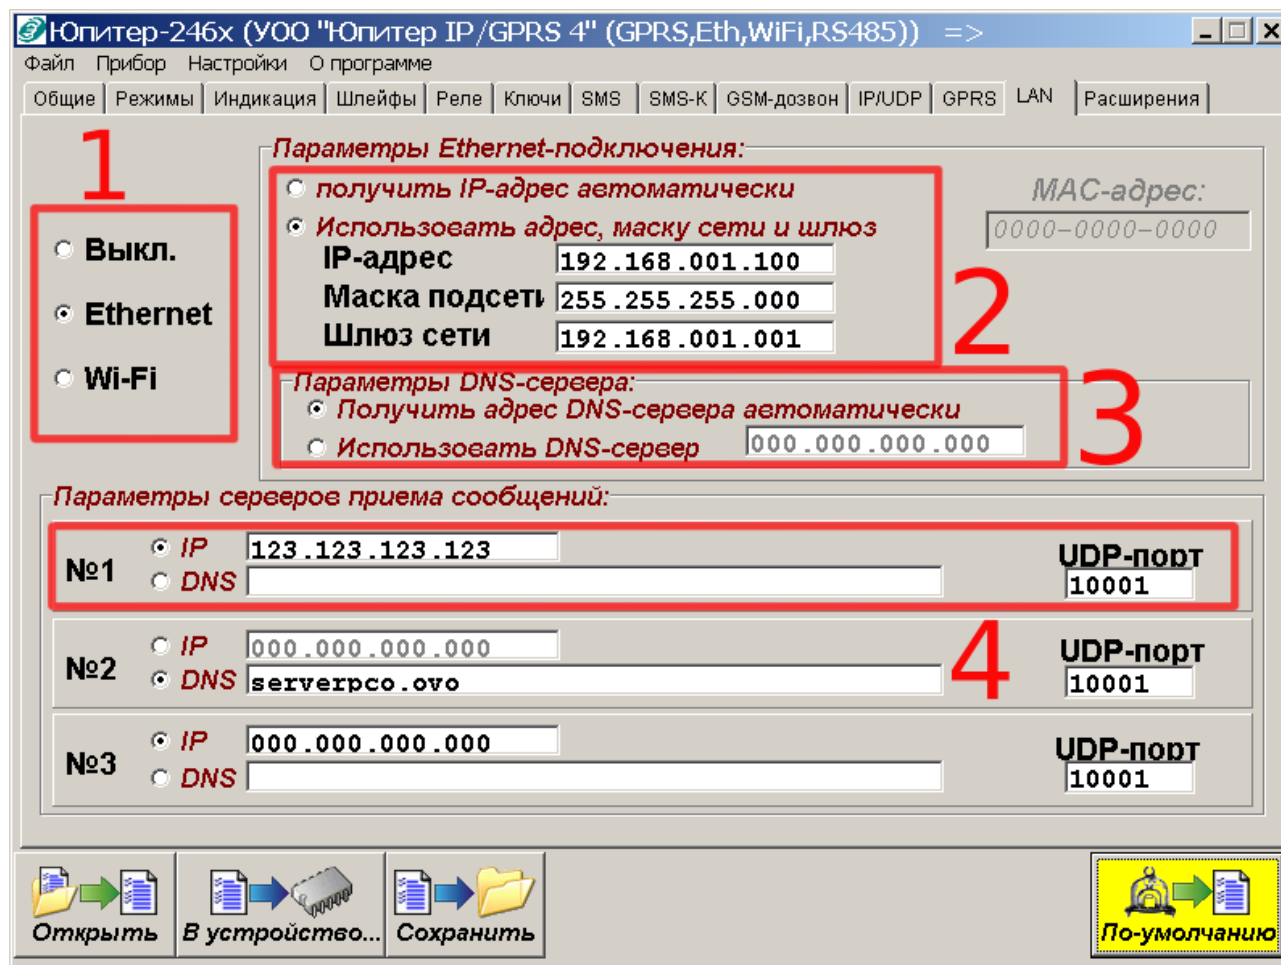 Юпитер-246x (УОО "Юпитер IP/GPRS 4" (GPRS,Eth,WiFi,RS485)) =>
Файл Прибор Настройки О программе
Общие Режимы Индикация Шлейфы Реле Ключи SMS SMS-K GSM-дозвон IP/UDP GPRS LAN Расширения
1
Выкл.
Ethernet
Wi-Fi
Параметры Ethernet-подключения:
получить IP-адрес автоматически
Использовать адрес, маску сети и шлюз
IP-адрес 192.168.001.100
Маска подсети 255.255.255.000
Шлюз сети 192.168.001.001
2
MAC-адрес:
0000-0000-0000
Параметры DNS-сервера:
Получить адрес DNS-сервера автоматически
Использовать DNS-сервер 000.000.000.000
3
Параметры серверов приема сообщений:
№1
IP 123.123.123.123
DNS
UDP-порт
10001
4
№2
IP 000.000.000.000
DNS serverpco.ovo
UDP-порт
10001
№3
IP 000.000.000.000
DNS
UDP-порт
10001
Открыть В устройство... Сохранить По-умолчанию